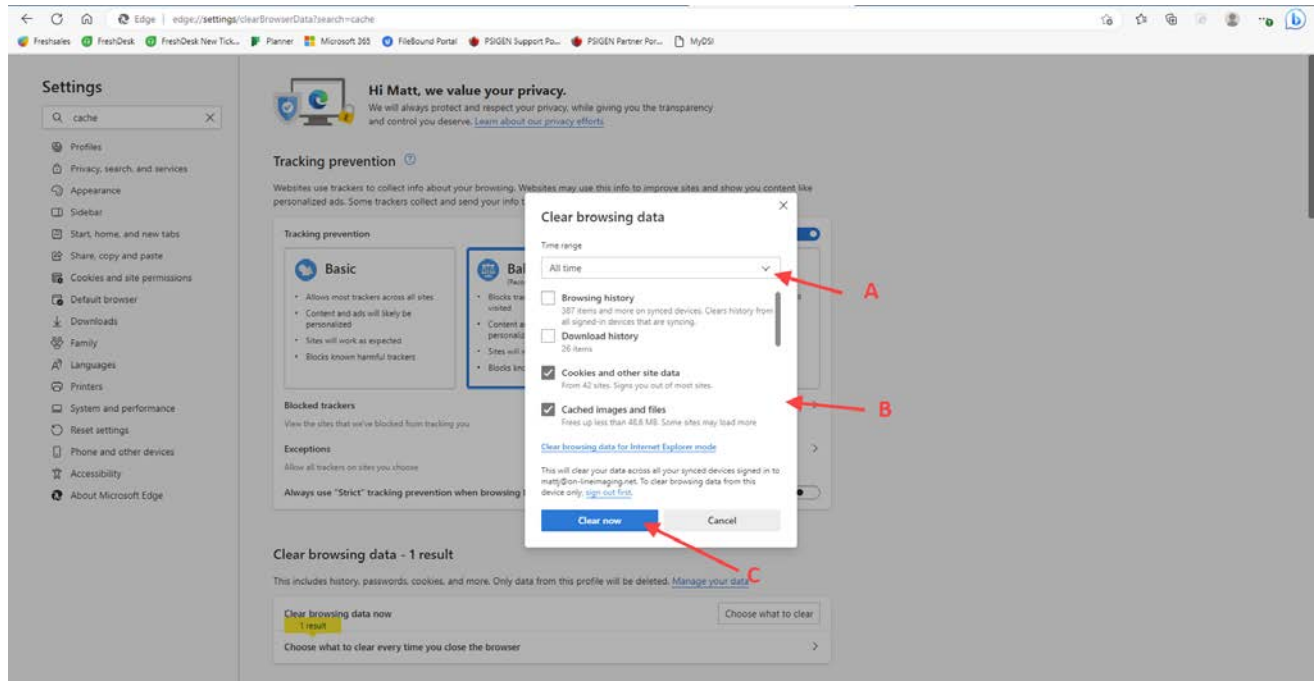 Edge | edge://settings/clearBrowserData?search=cache
Freshsales FreshDesk FreshDesk New Tick... Planner Microsoft 365 FileBound Portal PSIGEN Support Po... PSIGEN Partner Por... MyDSI
Settings
cache
Profiles
Privacy, search, and services
Appearance
Sidebar
Start, home, and new tabs
Share, copy and paste
Cookies and site permissions
Default browser
Downloads
Family
Languages
Printers
System and performance
Reset settings
Phone and other devices
Accessibility
About Microsoft Edge
Hi Matt, we value your privacy.
We will always protect and respect your privacy, while giving you the transparency
and control you deserve. Learn about our privacy efforts
Tracking prevention
Websites use trackers to collect info about your browsing. Websites may use this info to improve sites and show you content like
personalized ads. Some trackers collect and send your info t
Tracking prevention
Basic
Allows most trackers across all sites
Content and ads will likely be
personalized
Sites will work as expected
Blocks known harmful trackers
Bal
Blocks tra
visited
Content a
personaliz
Sites will
Blocks kno
Blocked trackers
View the sites that we've blocked from tracking you
Exceptions
Allow all trackers on sites you choose
Always use "Strict" tracking prevention when browsing
Clear browsing data
Time range
All time
A
Browsing history
387 items and more on synced devices. Clears history from
all signed-in devices that are syncing.
Download history
26 items
Cookies and other site data
From 42 sites. Signs you out of most sites.
B
Cached images and files
Frees up less than 48.8 MB. Some sites may load more
Clear browsing data for Internet Explorer mode
This will clear your data across all your synced devices signed in to
mattj@on-lineimaging.net. To clear browsing data from this
device only, sign out first.
Clear now Cancel
C
Clear browsing data - 1 result
This includes history, passwords, cookies, and more. Only data from this profile will be deleted. Manage your data
Clear browsing data now
Choose what to clear
1 result
Choose what to clear every time you close the browser